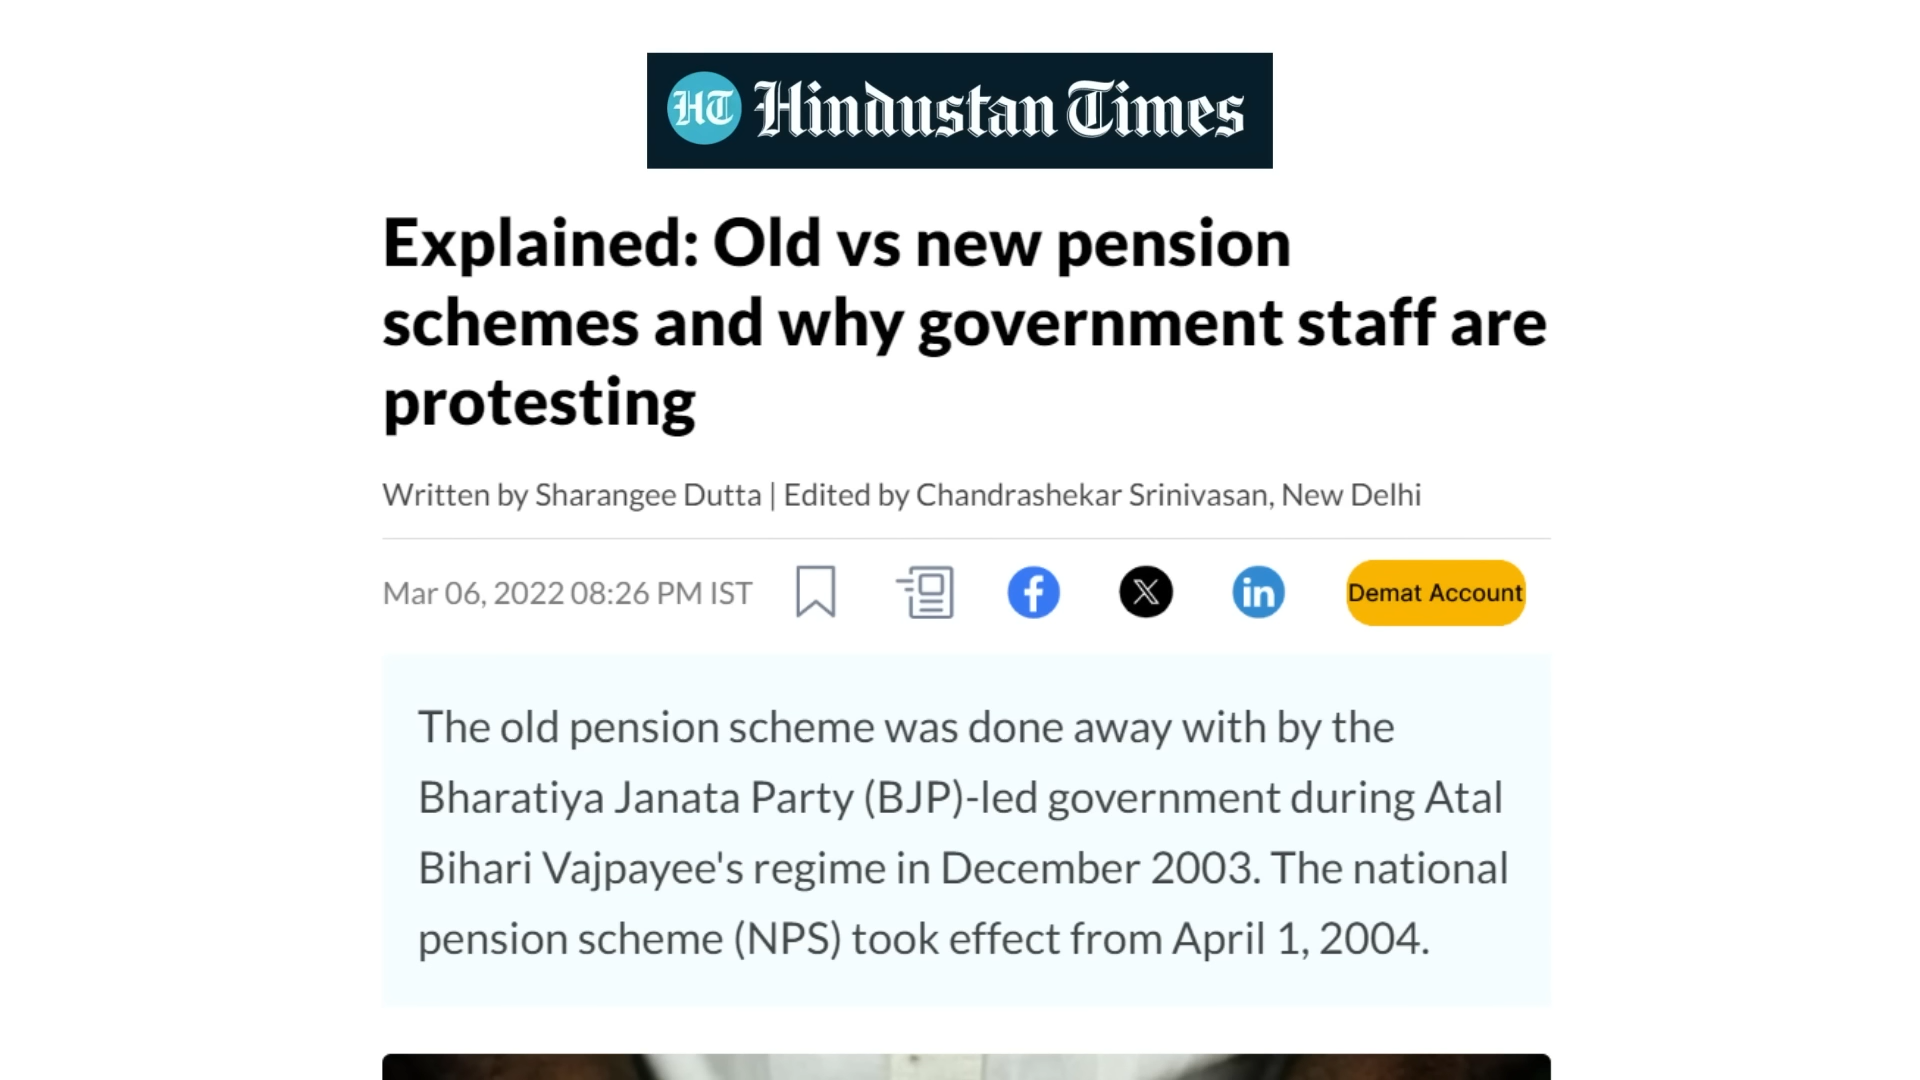 HT Hindustan Times
Explained: Old vs new pension
schemes and why government staff are
protesting
Written by Sharangee Dutta | Edited by Chandrashekar Srinivasan, New Delhi
Mar 06, 2022 08:26 PM IST
Demat Account
The old pension scheme was done away with by the
Bharatiya Janata Party (BJP)-led government during Atal
Bihari Vajpayee's regime in December 2003. The national
pension scheme (NPS) took effect from April 1, 2004.